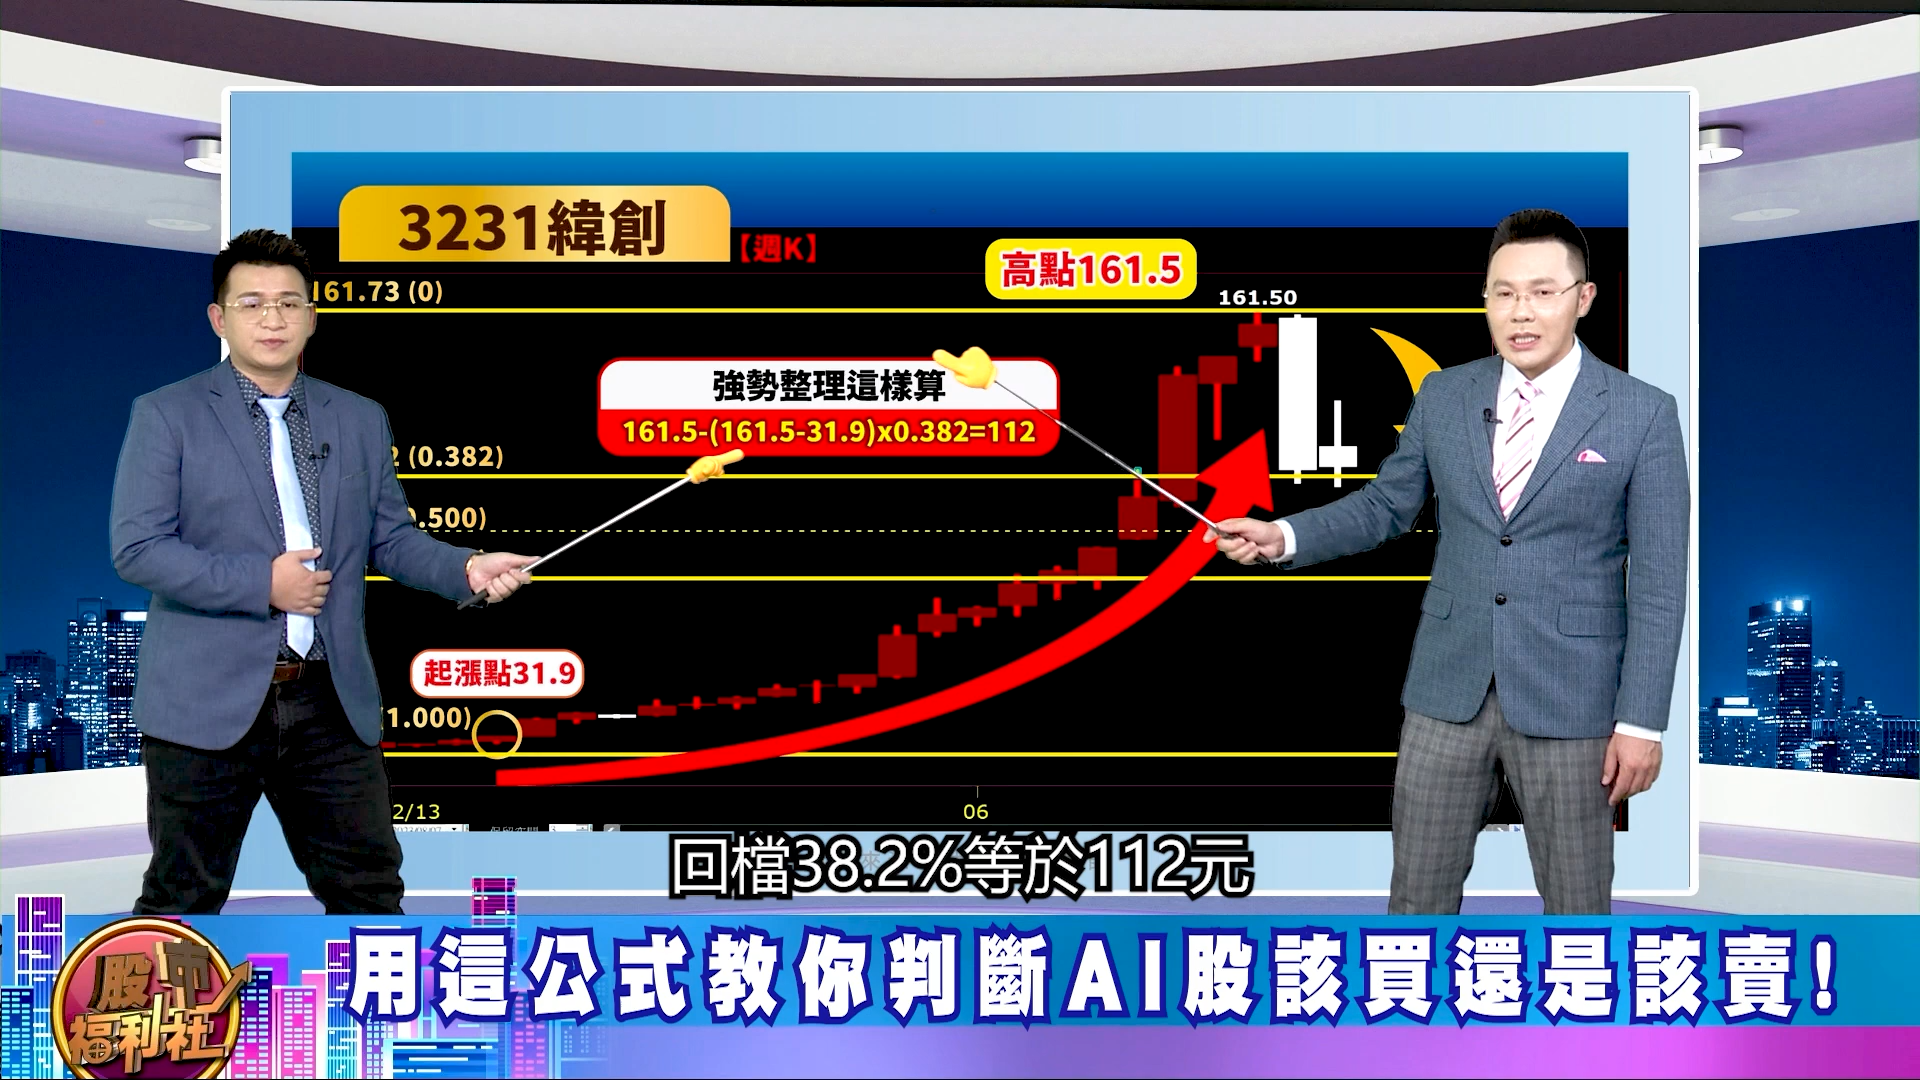 3231緯創
【週K】
高點161.5
161.73 (0)
161.50
強勢整理這樣算
161.5-(161.5-31.9)x0.382=112
2 (0.382)
0.500)
起漲點31.9
(1.000)
2/13
06
回檔38.2%等於112元
用這公式教你判斷AI股該買還是該賣!
股市
福利社